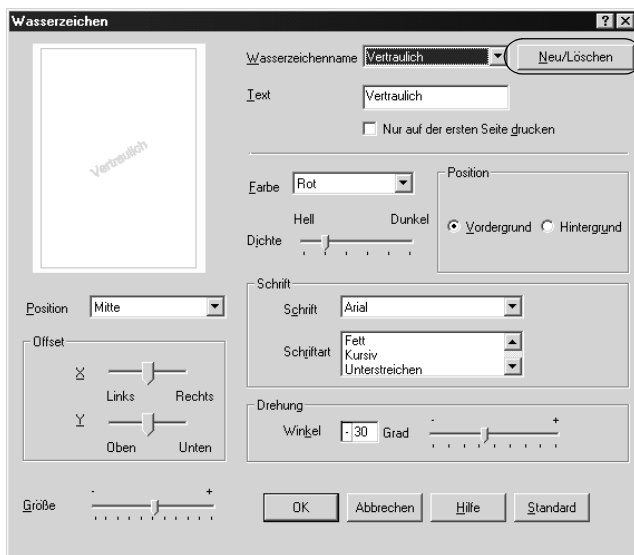 Wasserzeichen
Wasserzeichenname Vertraulich Neu/Löschen
Text Vertraulich
Nur auf der ersten Seite drucken
Vertraulich
Farbe Rot
Position
Hell Dunkel
Vordergrund Hintergrund
Dichte
Position Mitte
Schrift
Schrift Arial
Schriftart Fett
Kursiv
Unterstreichen
Offset
X
Links Rechts
Y
Oben Unten
Drehung
Winkel - 30 Grad - +
Größe - +
OK Abbrechen Hilfe Standard